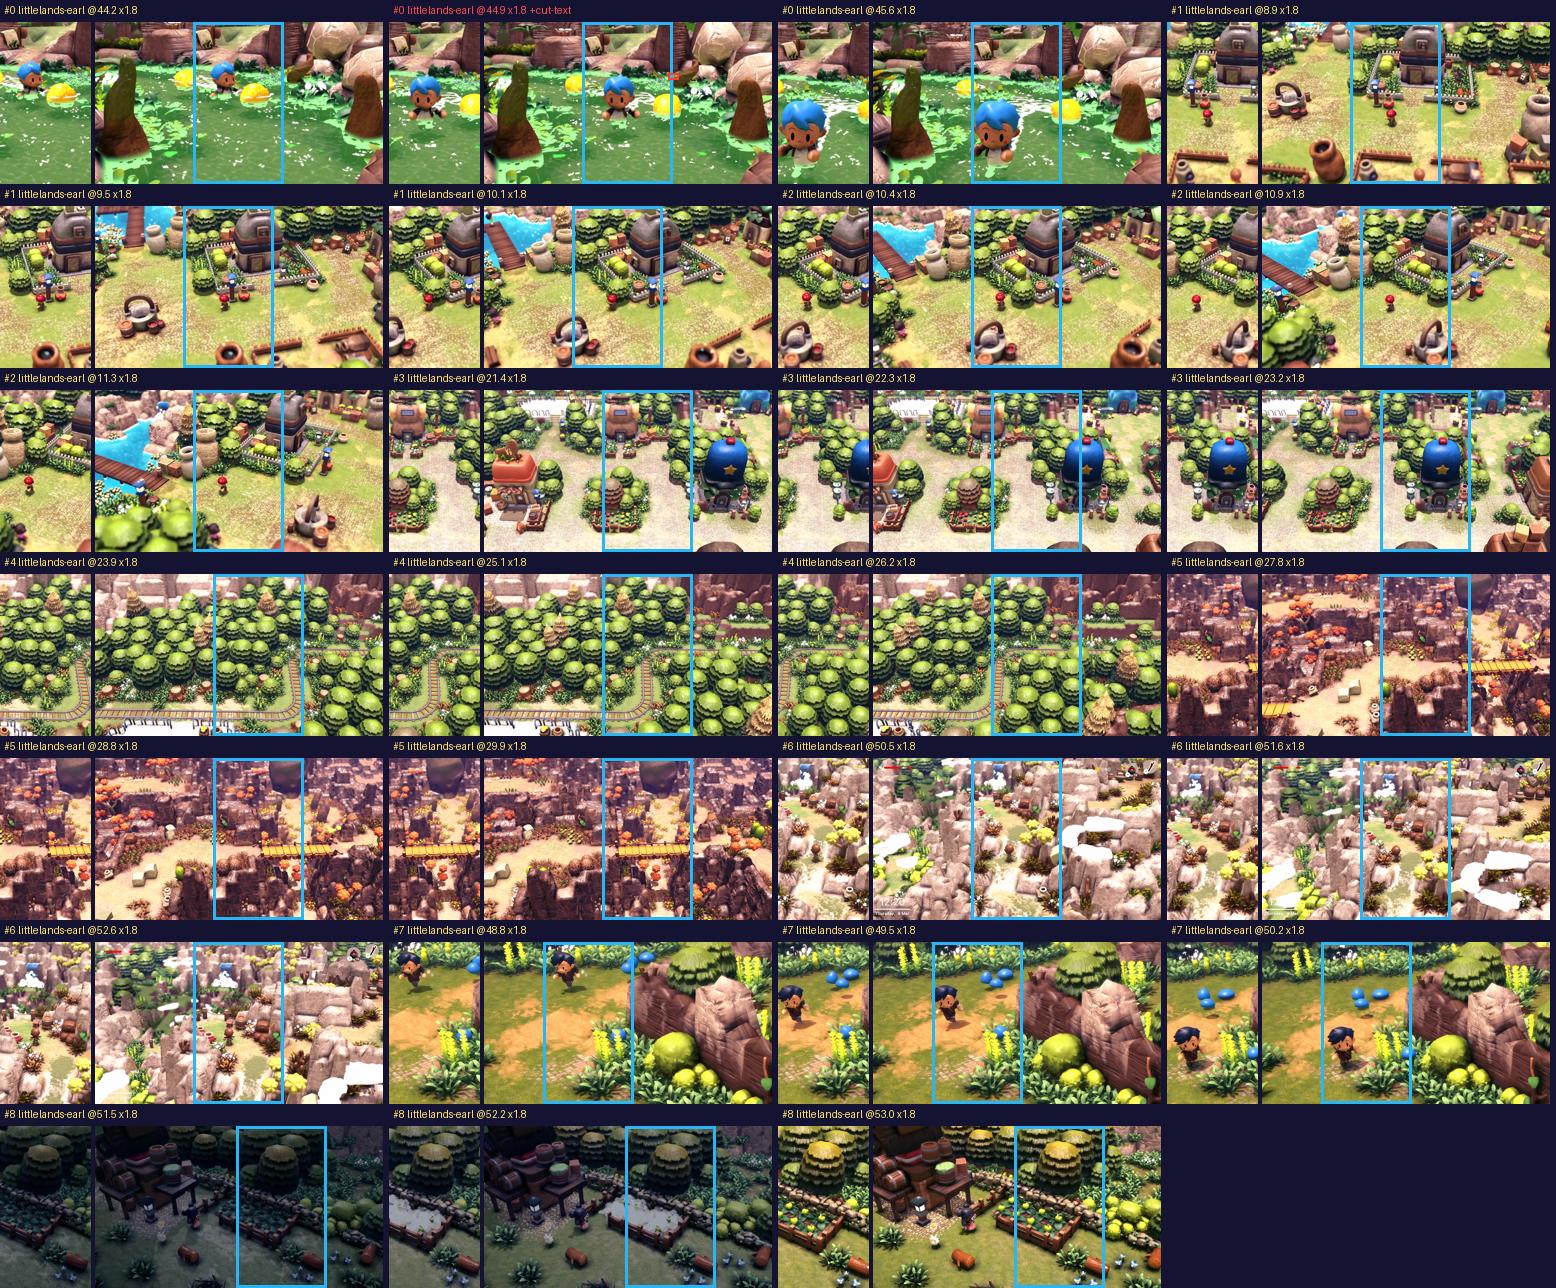 #0 littlelands-earl @44.2 x1.8
#0 littlelands-earl @44.9 x1.8 +cut-text
#0 littlelands-earl @45.6 x1.8
#1 littlelands-earl @8.9 x1.8
#1 littlelands-earl @9.5 x1.8
#1 littlelands-earl @10.1 x1.8
#2 littlelands-earl @10.4 x1.8
#2 littlelands-earl @10.9 x1.8
#2 littlelands-earl @11.3 x1.8
#3 littlelands-earl @21.4 x1.8
#3 littlelands-earl @22.3 x1.8
#3 littlelands-earl @23.2 x1.8
#4 littlelands-earl @23.9 x1.8
#4 littlelands-earl @25.1 x1.8
#4 littlelands-earl @26.2 x1.8
#5 littlelands-earl @27.8 x1.8
#5 littlelands-earl @28.8 x1.8
#5 littlelands-earl @29.9 x1.8
#6 littlelands-earl @50.5 x1.8
#6 littlelands-earl @51.6 x1.8
#6 littlelands-earl @52.6 x1.8
#7 littlelands-earl @48.8 x1.8
#7 littlelands-earl @49.5 x1.8
#7 littlelands-earl @50.2 x1.8
#8 littlelands-earl @51.5 x1.8
#8 littlelands-earl @52.2 x1.8
#8 littlelands-earl @53.0 x1.8